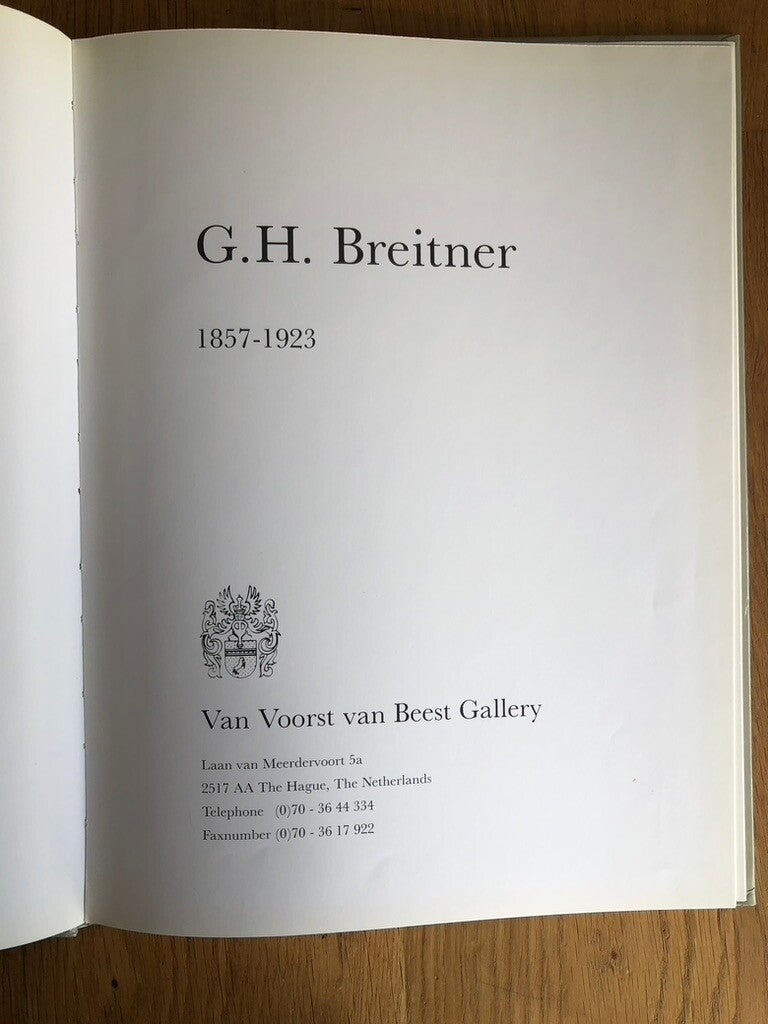 G.H. Breitner
1857-1923
Van Voorst van Beest Gallery
Laan van Meerdervoort 5a
2517 AA The Hague, The Netherlands
Telephone (0)70 - 36 44 334
Faxnumber (0)70 - 36 17 922